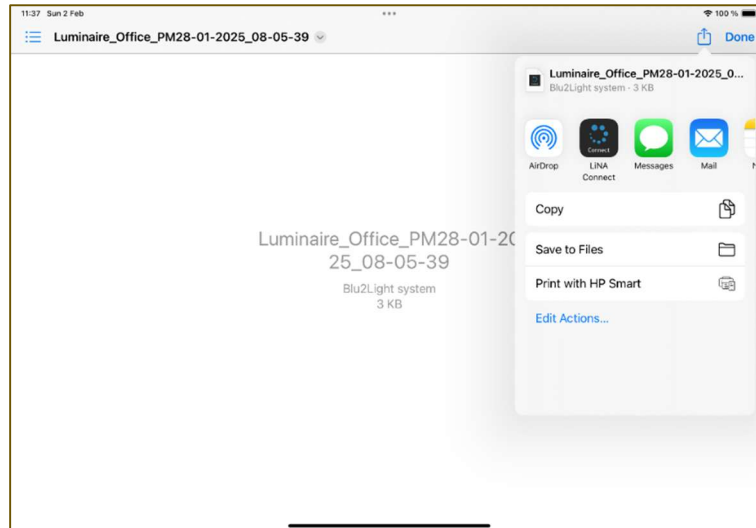 11:37 Sun 2 Feb
100 %
Luminaire_Office_PM28-01-2025_08-05-39
Done
Luminaire_Office_PM28-01-2025_0...
Blu2Light system · 3 KB
Connect
AirDrop
LiNA
Connect
Messages
Mail
Copy
Save to Files
Print with HP Smart
Edit Actions...
Luminaire_Office_PM28-01-20
25_08-05-39
Blu2Light system
3 KB